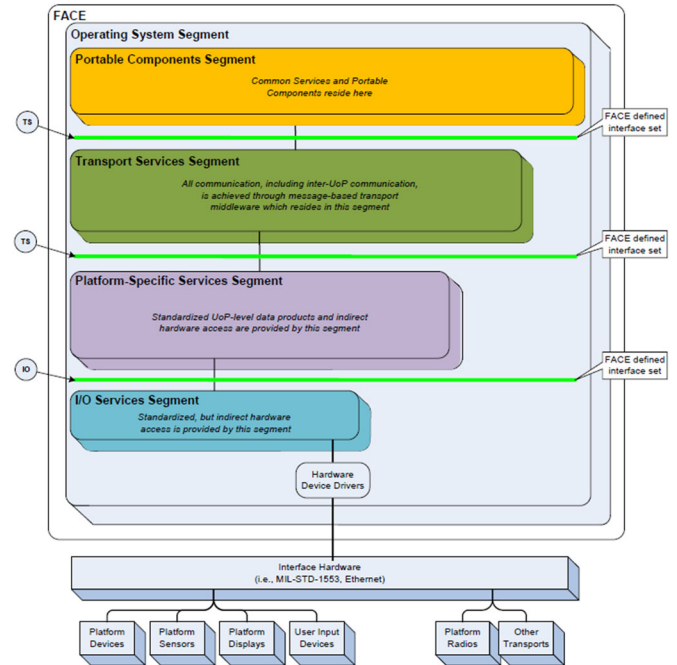 FACE
Operating System Segment
Portable Components Segment
Common Services and Portable
Components reside here
TS
FACE defined
interface set
Transport Services Segment
All communication, including inter-UoP communication,
is achieved through message-based transport
middleware which resides in this segment
TS
FACE defined
interface set
Platform-Specific Services Segment
Standardized UoP-level data products and indirect
hardware access are provided by this segment
IO
FACE defined
interface set
I/O Services Segment
Standardized, but indirect hardware
access is provided by this segment
Hardware
Device Drivers
Interface Hardware
(i.e., MIL-STD-1553, Ethernet)
Platform
Devices
Platform
Sensors
Platform
Displays
User Input
Devices
Platform
Radios
Other
Transports